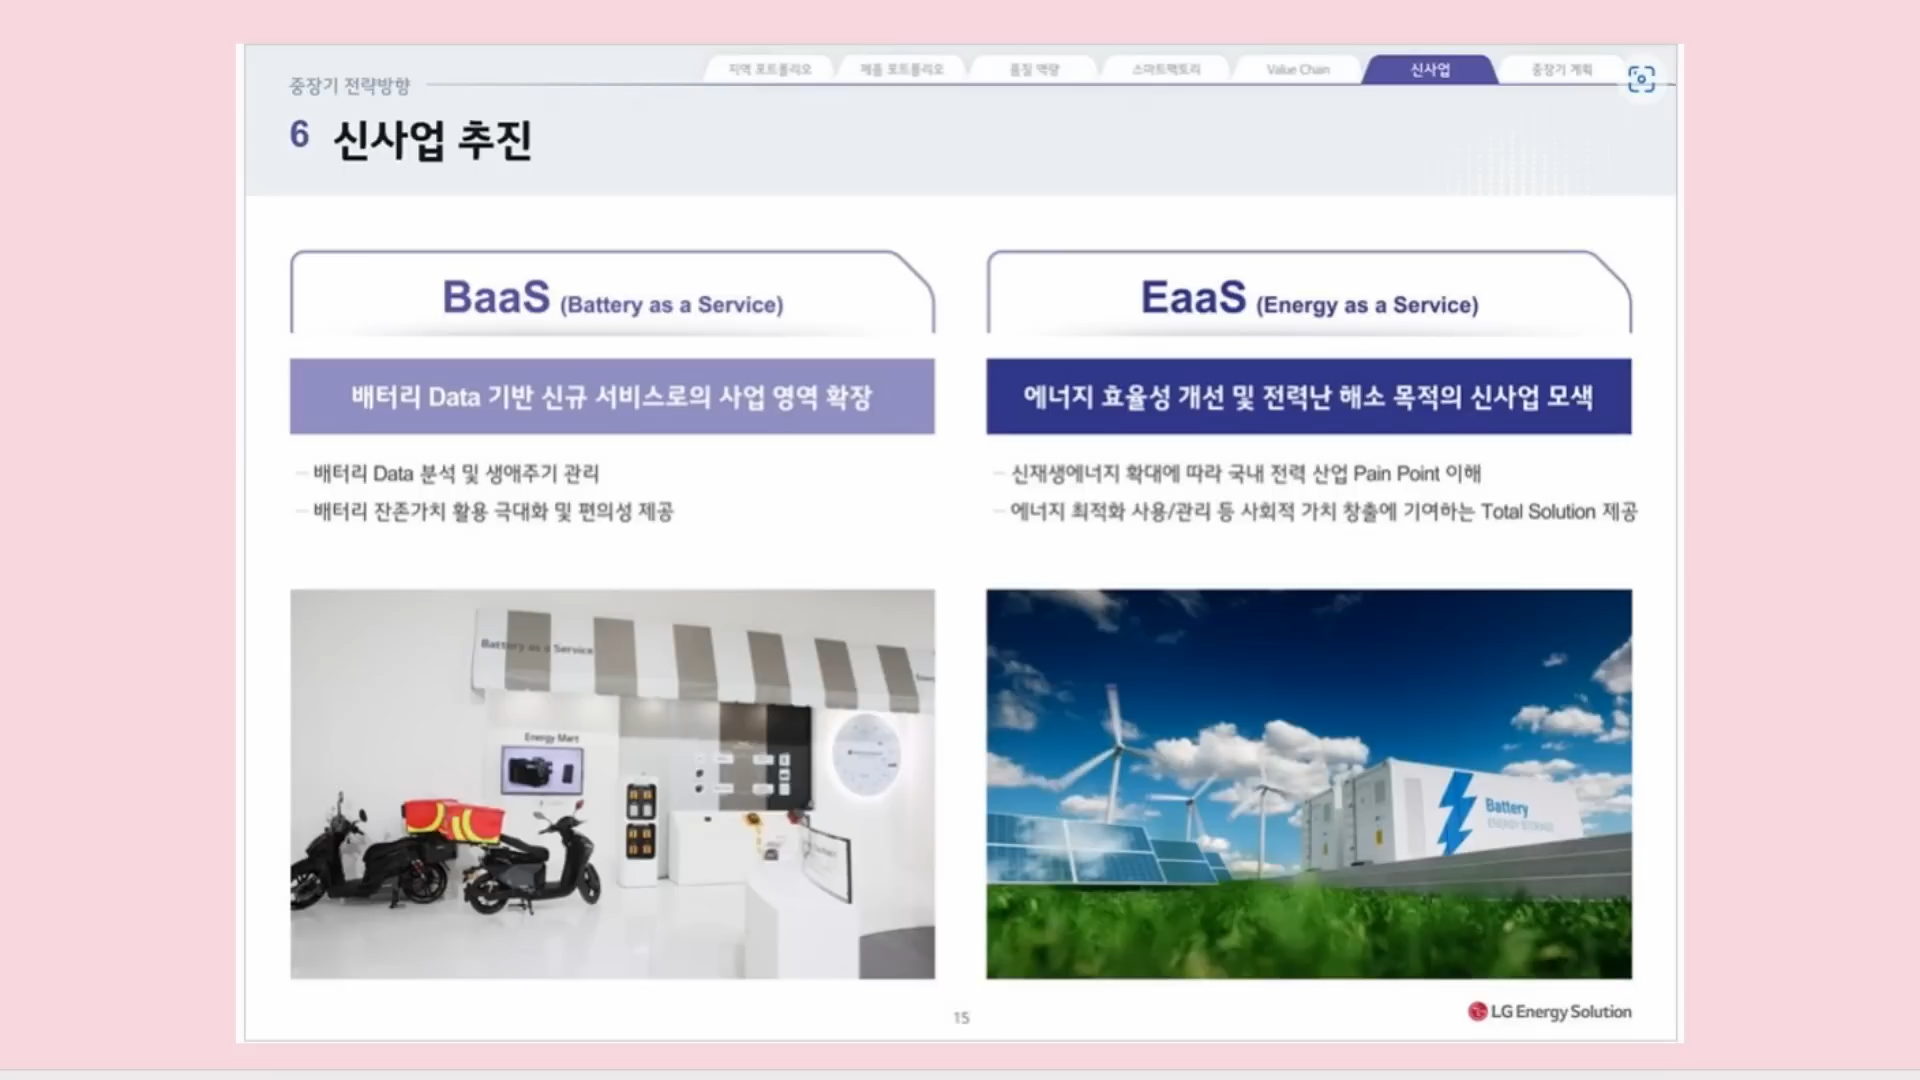 지역 포트폴리오 제품 포트폴리오 품질 역량 스마트팩토리 Value Chain 신사업 중장기 계획
중장기 전략방향
6 신사업 추진
BaaS (Battery as a Service)
배터리 Data 기반 신규 서비스로의 사업 영역 확장
배터리 Data 분석 및 생애주기 관리
배터리 잔존가치 활용 극대화 및 편의성 제공
Battery as a Service
Energy Mart
EaaS (Energy as a Service)
에너지 효율성 개선 및 전력난 해소 목적의 신사업 모색
신재생에너지 확대에 따라 국내 전력 산업 Pain Point 이해
에너지 최적화 사용/관리 등 사회적 가치 창출에 기여하는 Total Solution 제공
Battery
ENERGY STORAGE
15
LG Energy Solution